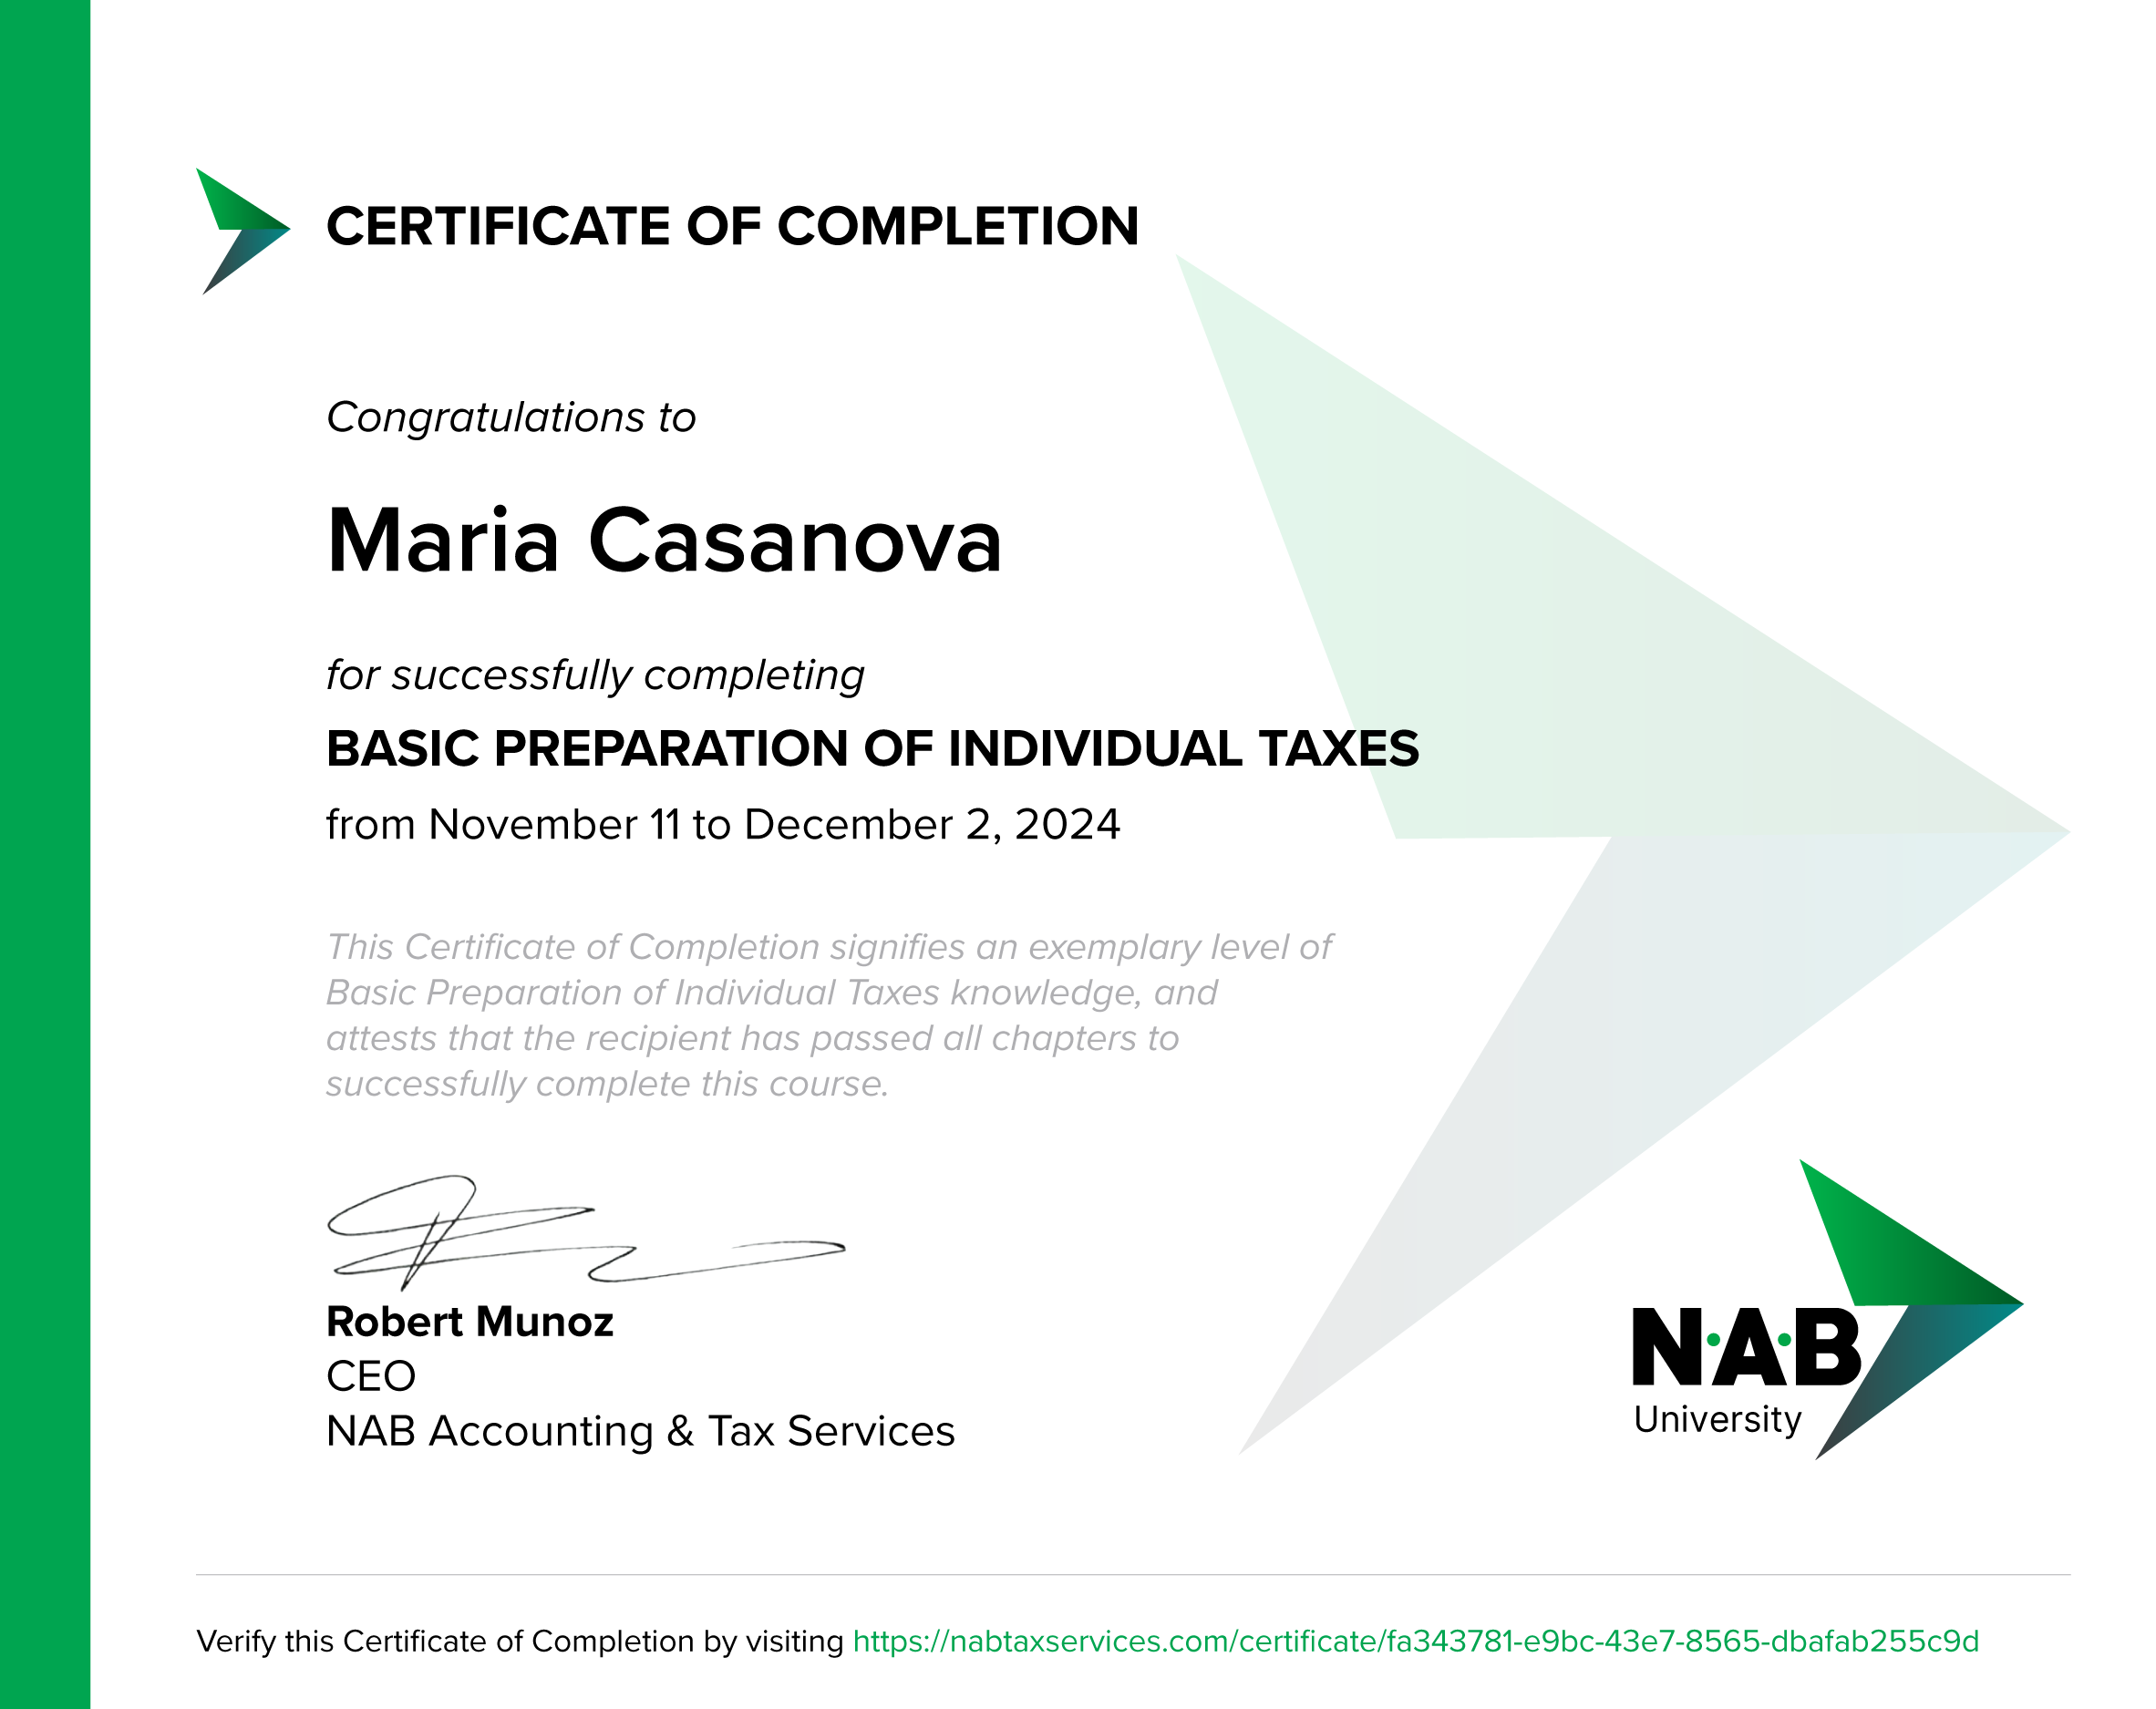 CERTIFICATE OF COMPLETION
Congratulations to
Maria Casanova
for successfully completing
BASIC PREPARATION OF INDIVIDUAL TAXES
from November 11 to December 2, 2024
This Certificate of Completion signifies an exemplary level of
Basic Preparation of Individual Taxes knowledge, and
attests that the recipient has passed all chapters to
successfully complete this course.
Robert Munoz
CEO
NAB Accounting & Tax Services
N·A·B
University
Verify this Certificate of Completion by visiting https://nabtaxservices.com/certificate/fa343781-e9bc-43e7-8565-dbafab255c9d